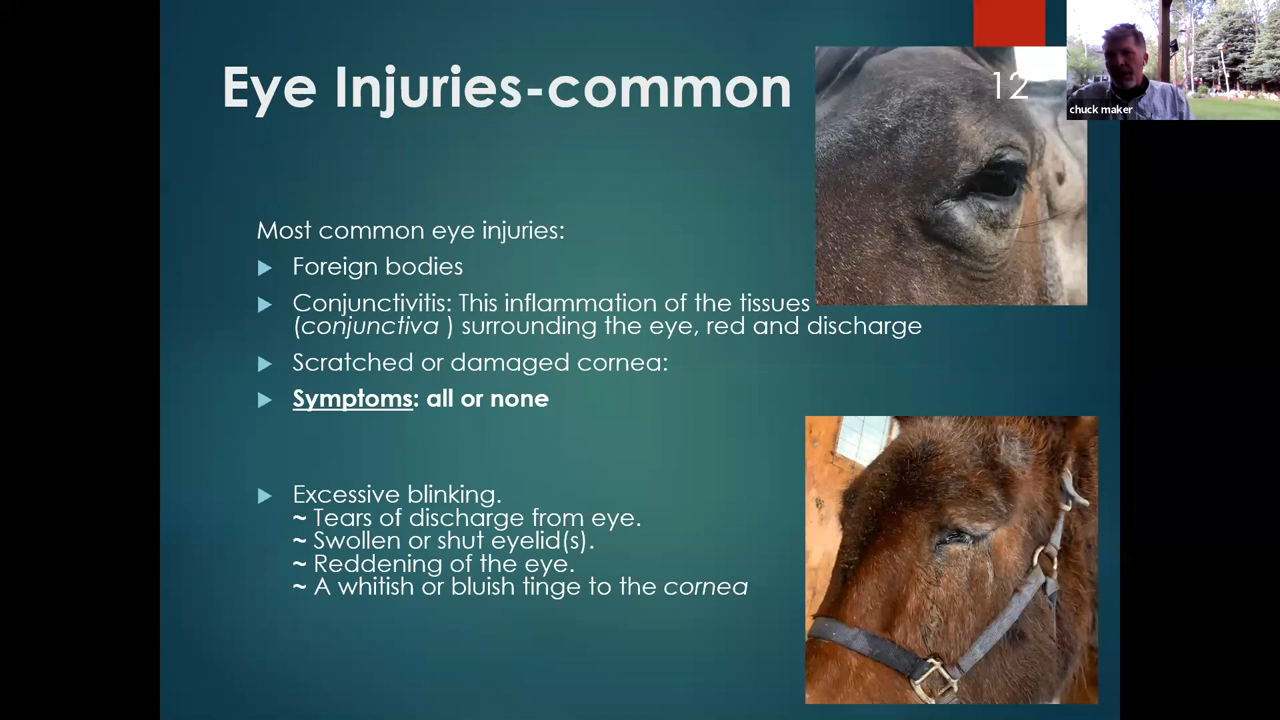 Eye Injuries-common
12
chuck maker
Most common eye injuries:
Foreign bodies
Conjunctivitis: This inflammation of the tissues
(conjunctiva ) surrounding the eye, red and discharge
Scratched or damaged cornea:
Symptoms: all or none
Excessive blinking.
~ Tears of discharge from eye.
~ Swollen or shut eyelid(s).
~ Reddening of the eye.
~ A whitish or bluish tinge to the cornea